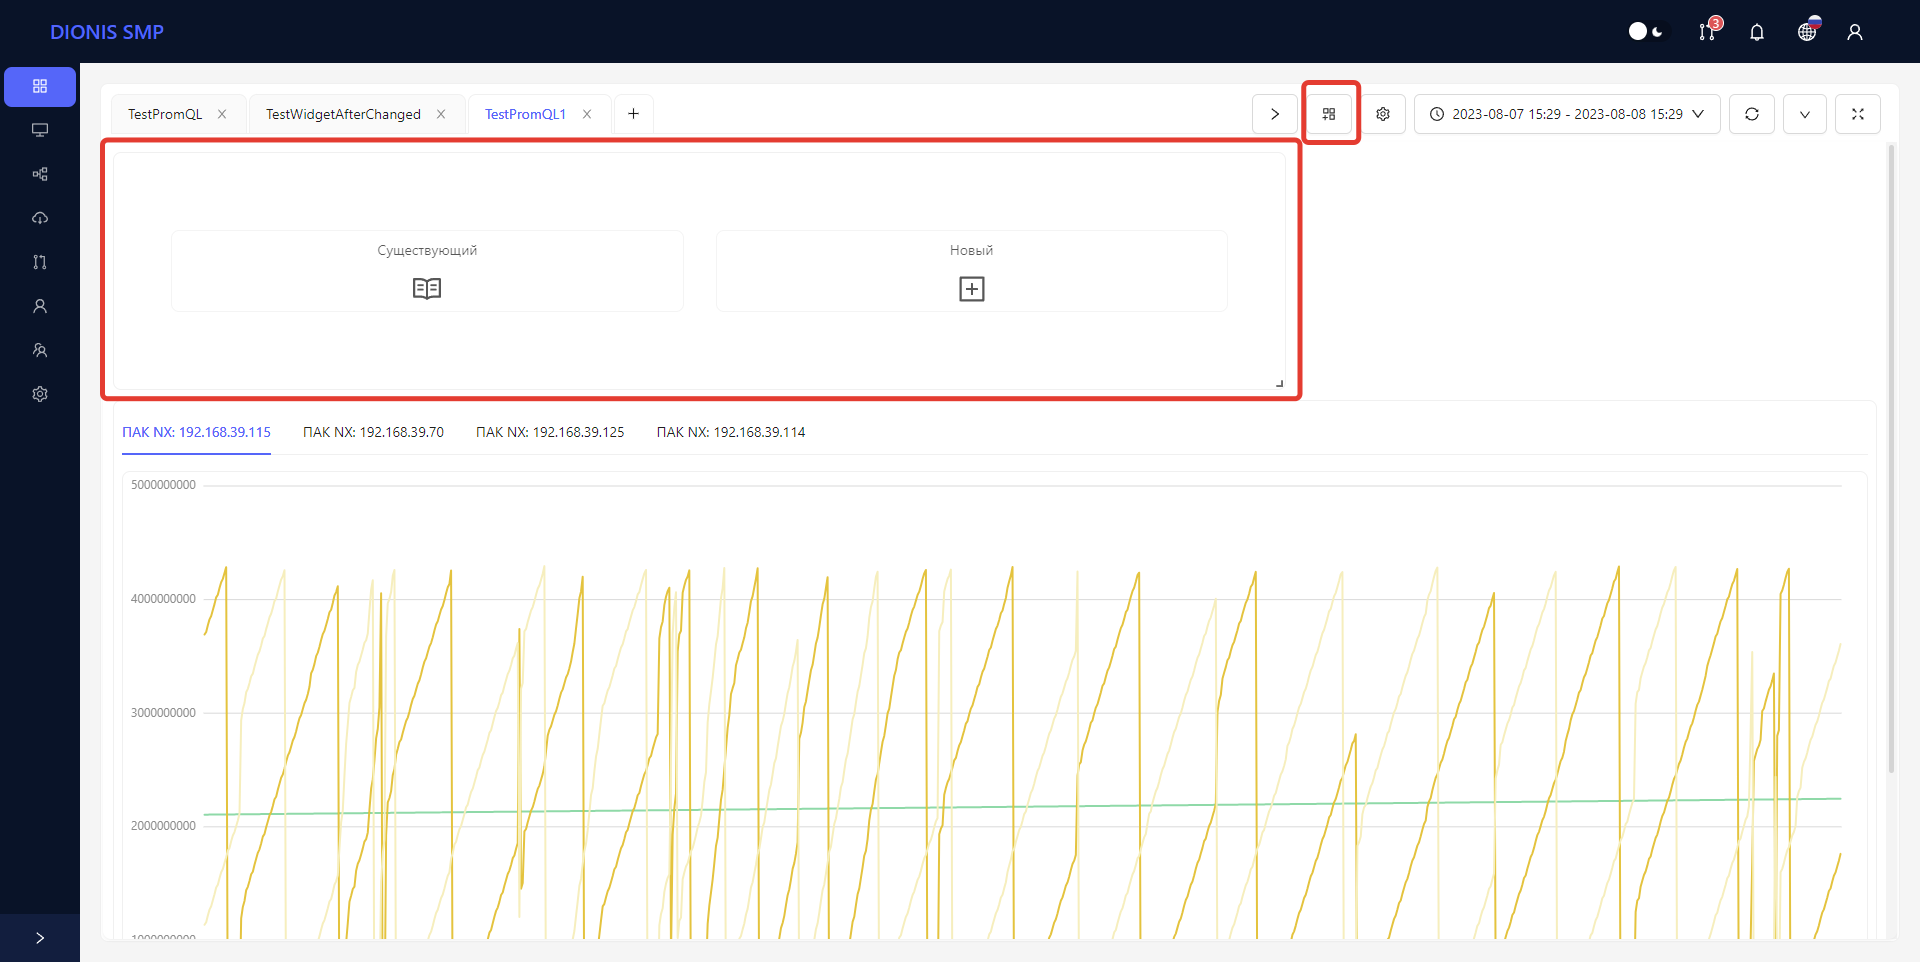 DIONIS SMP
3
TestPromQL
TestWidgetAfterChanged
TestPromQL1
2023-08-07 15:29 - 2023-08-08 15:29
Существующий
Новый
ПАК NX: 192.168.39.115
ПАК NX: 192.168.39.70
ПАК NX: 192.168.39.125
ПАК NX: 192.168.39.114
5000000000
4000000000
3000000000
2000000000
1000000000